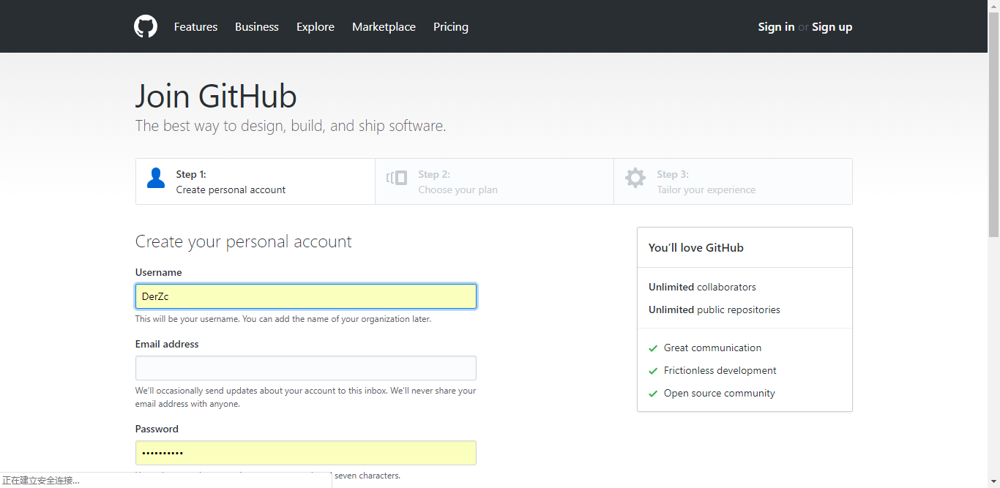 Features Business Explore Marketplace Pricing Sign in or Sign up
Join GitHub
The best way to design, build, and ship software.
Step 1:
Create personal account
Step 2:
Choose your plan
Step 3:
Tailor your experience
Create your personal account
Username
DerZc
This will be your username. You can add the name of your organization later.
Email address
We'll occasionally send updates about your account to this inbox. We'll never share your
email address with anyone.
Password
••••••••••
seven characters.
You'll love GitHub
Unlimited collaborators
Unlimited public repositories
Great communication
Frictionless development
Open source community
正在建立安全连接...